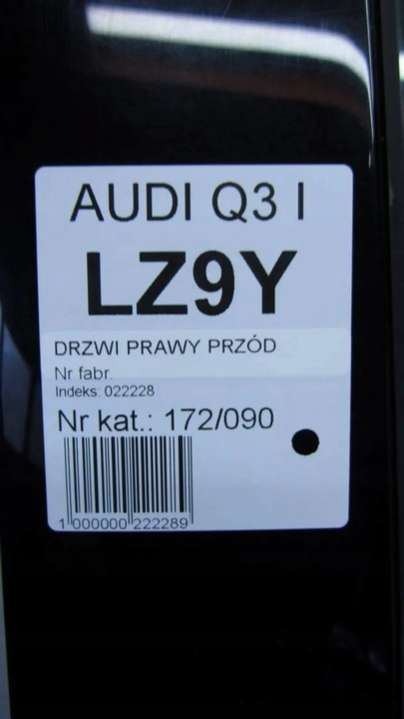 AUDI Q3 I
LZ9Y
DRZWI PRAWY PRZÓD
Nr fabr.
Indeks: 022228
Nr kat.: 172/090
1 000000 222289